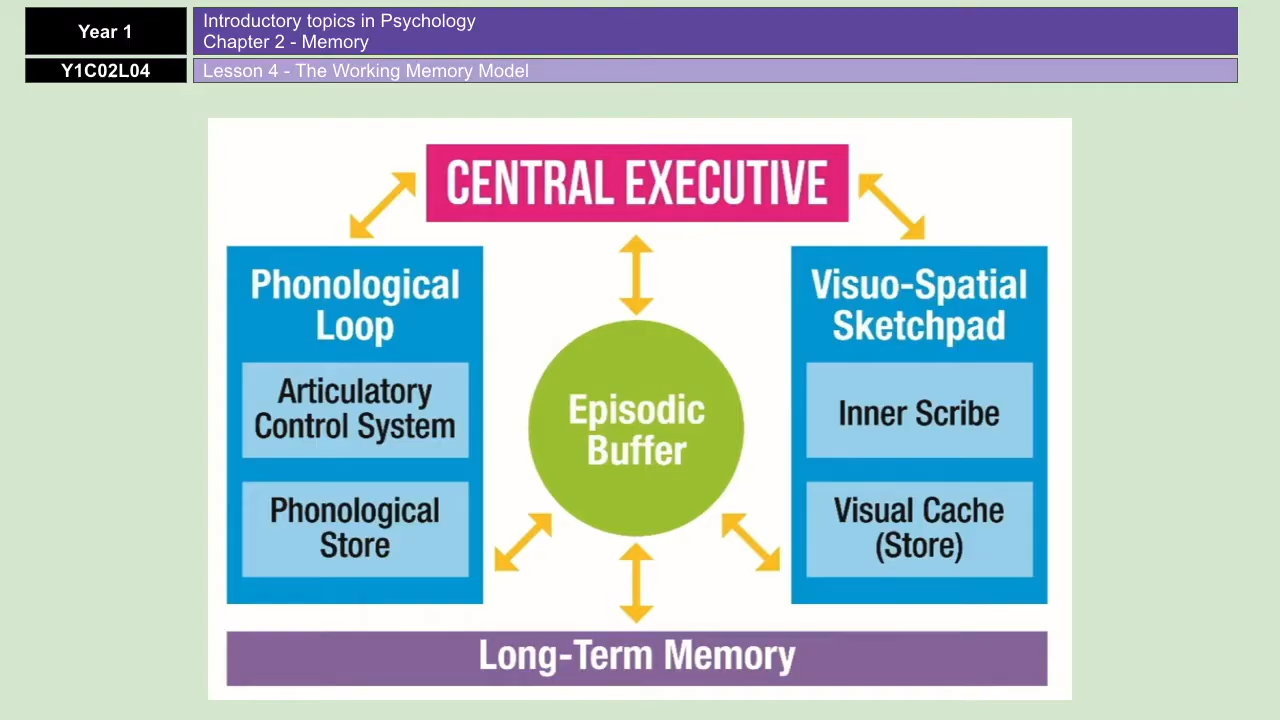 Year 1
Introductory topics in Psychology
Chapter 2 - Memory
Y1C02L04
Lesson 4 - The Working Memory Model
CENTRAL EXECUTIVE
Phonological
Loop
Articulatory
Control System
Phonological
Store
Episodic
Buffer
Visuo-Spatial
Sketchpad
Inner Scribe
Visual Cache
(Store)
Long-Term Memory